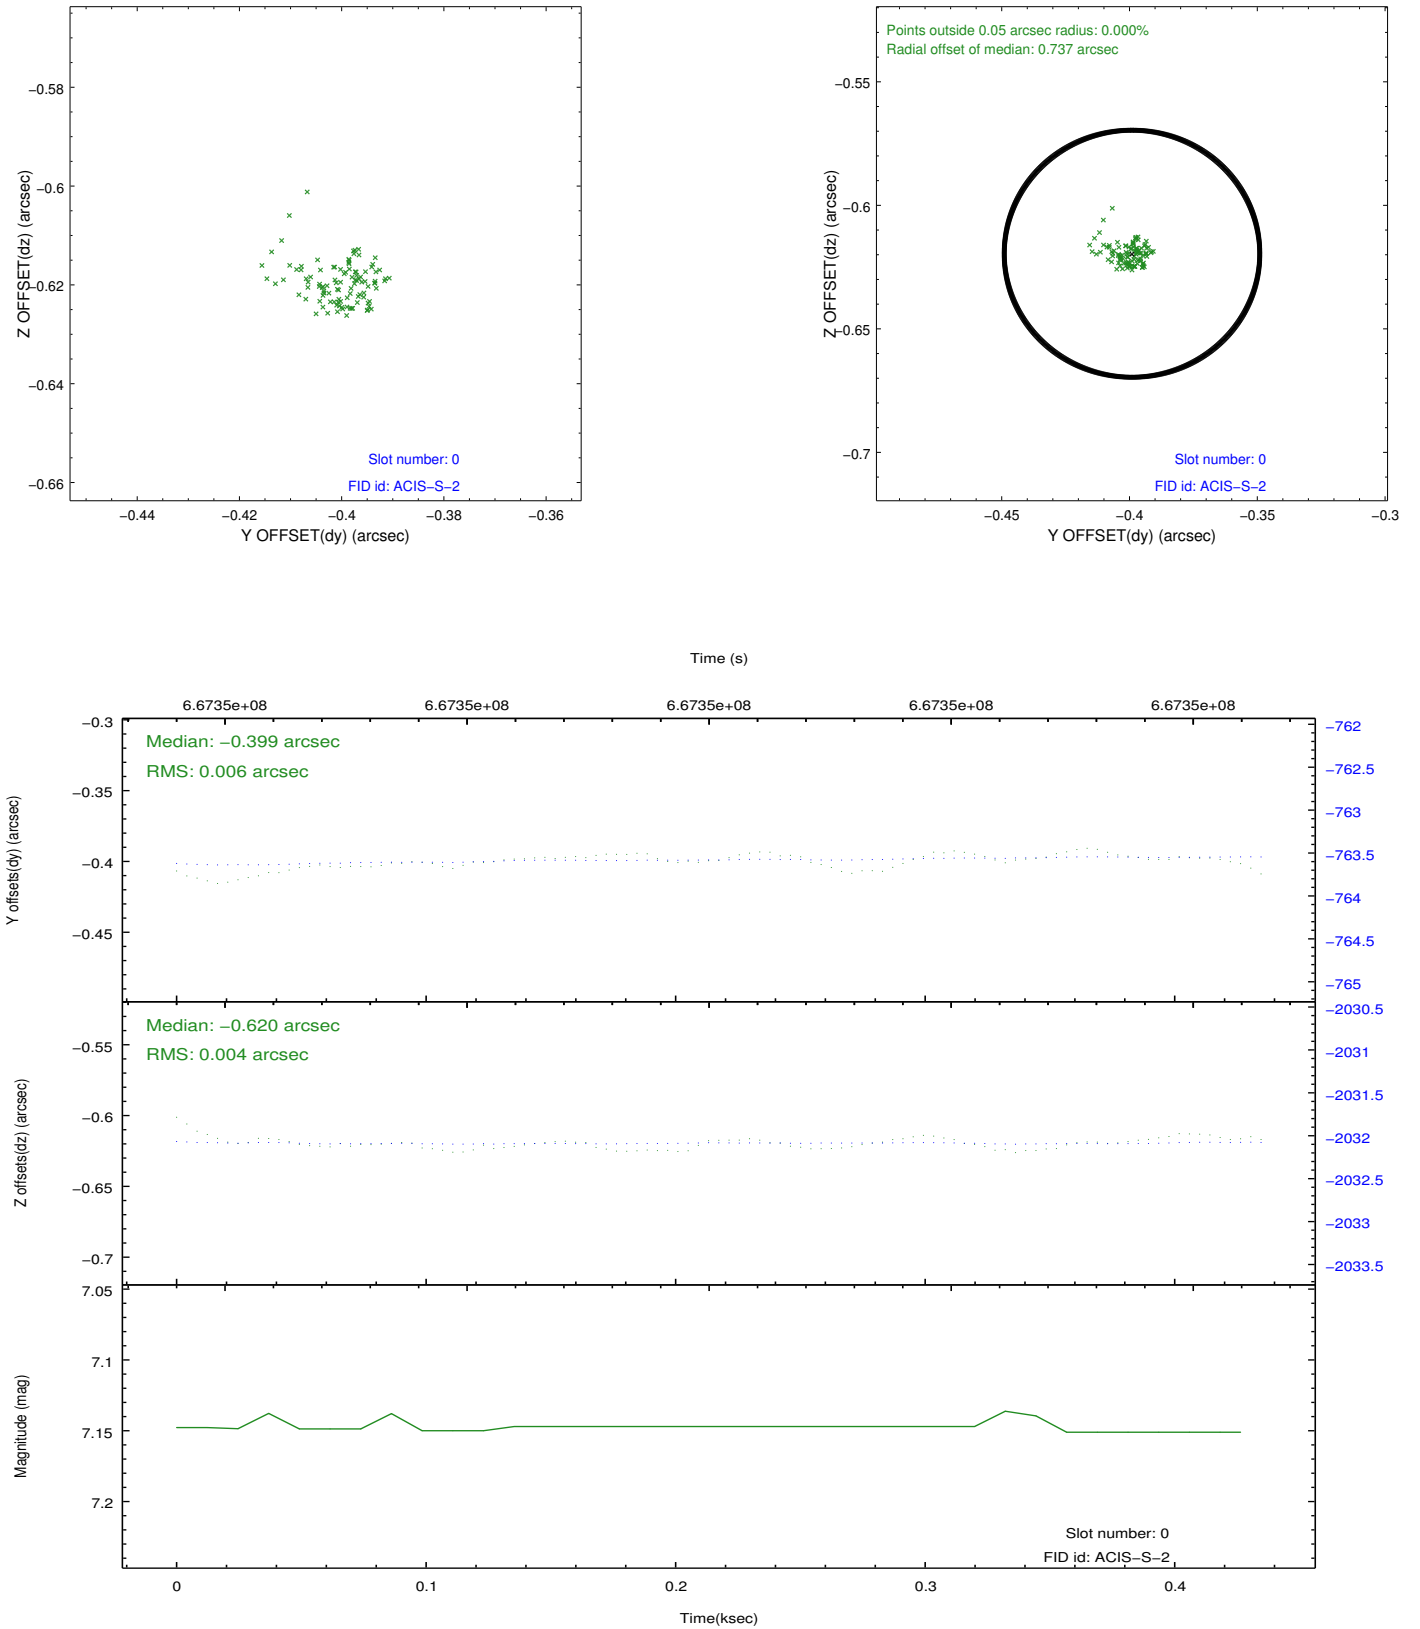 −0.58
−0.6
−0.62
−0.64
−0.66
Z OFFSET(dz) (arcsec)
Slot number: 0
FID id: ACIS−S−2
−0.44 −0.42 −0.4 −0.38 −0.36
Y OFFSET(dy) (arcsec)
Points outside 0.05 arcsec radius: 0.000%
Radial offset of median: 0.737 arcsec
−0.55
−0.6
−0.65
−0.7
Z OFFSET(dz) (arcsec)
Slot number: 0
FID id: ACIS−S−2
−0.45 −0.4 −0.35 −0.3
Y OFFSET(dy) (arcsec)
Time (s)
6.6735e+08 6.6735e+08 6.6735e+08 6.6735e+08 6.6735e+08
Median: −0.399 arcsec
RMS: 0.006 arcsec
−0.3
−0.35
−0.4
−0.45
Y offsets(dy) (arcsec)
−762
−762.5
−763
−763.5
−764
−764.5
−765
Median: −0.620 arcsec
RMS: 0.004 arcsec
−0.55
−0.6
−0.65
−0.7
Z offsets(dz) (arcsec)
−2030.5
−2031
−2031.5
−2032
−2032.5
−2033
−2033.5
7.05
7.1
7.15
7.2
Magnitude (mag)
Slot number: 0
FID id: ACIS−S−2
0 0.1 0.2 0.3 0.4
Time(ksec)